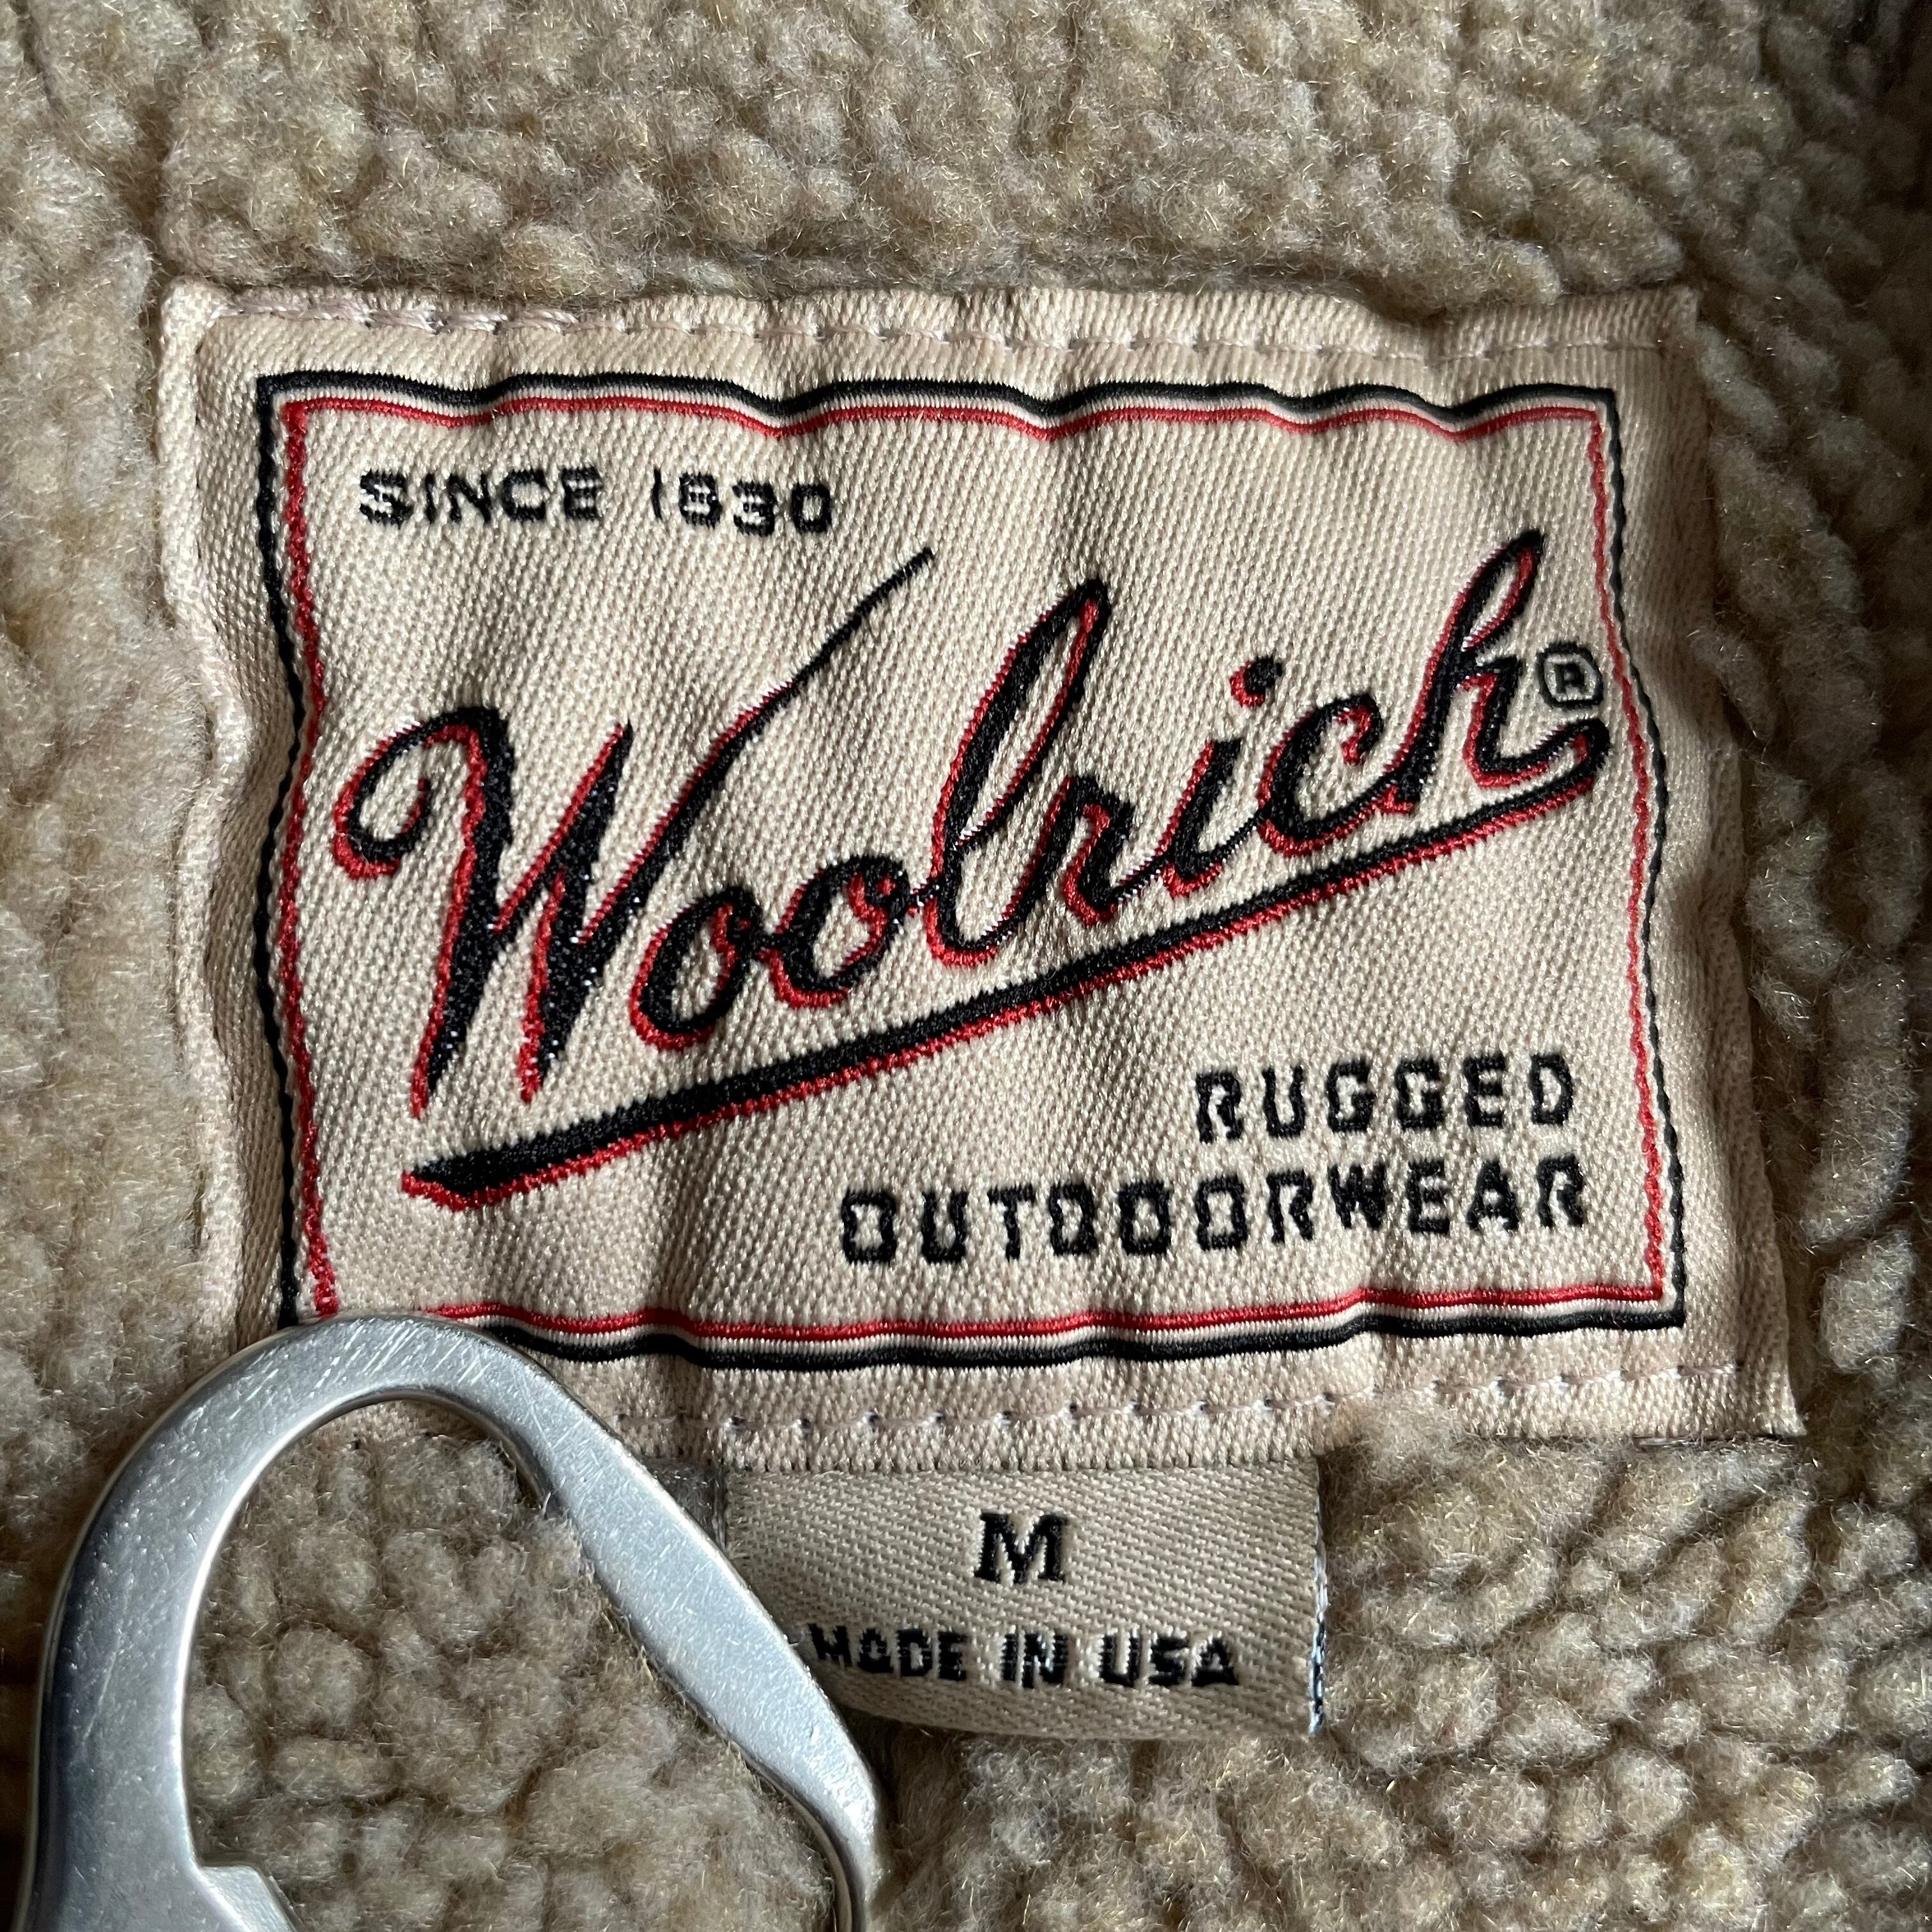 SINCE 1830
Woolrich®
RUGGED
OUTDOORWEAR
M
MADE IN USA